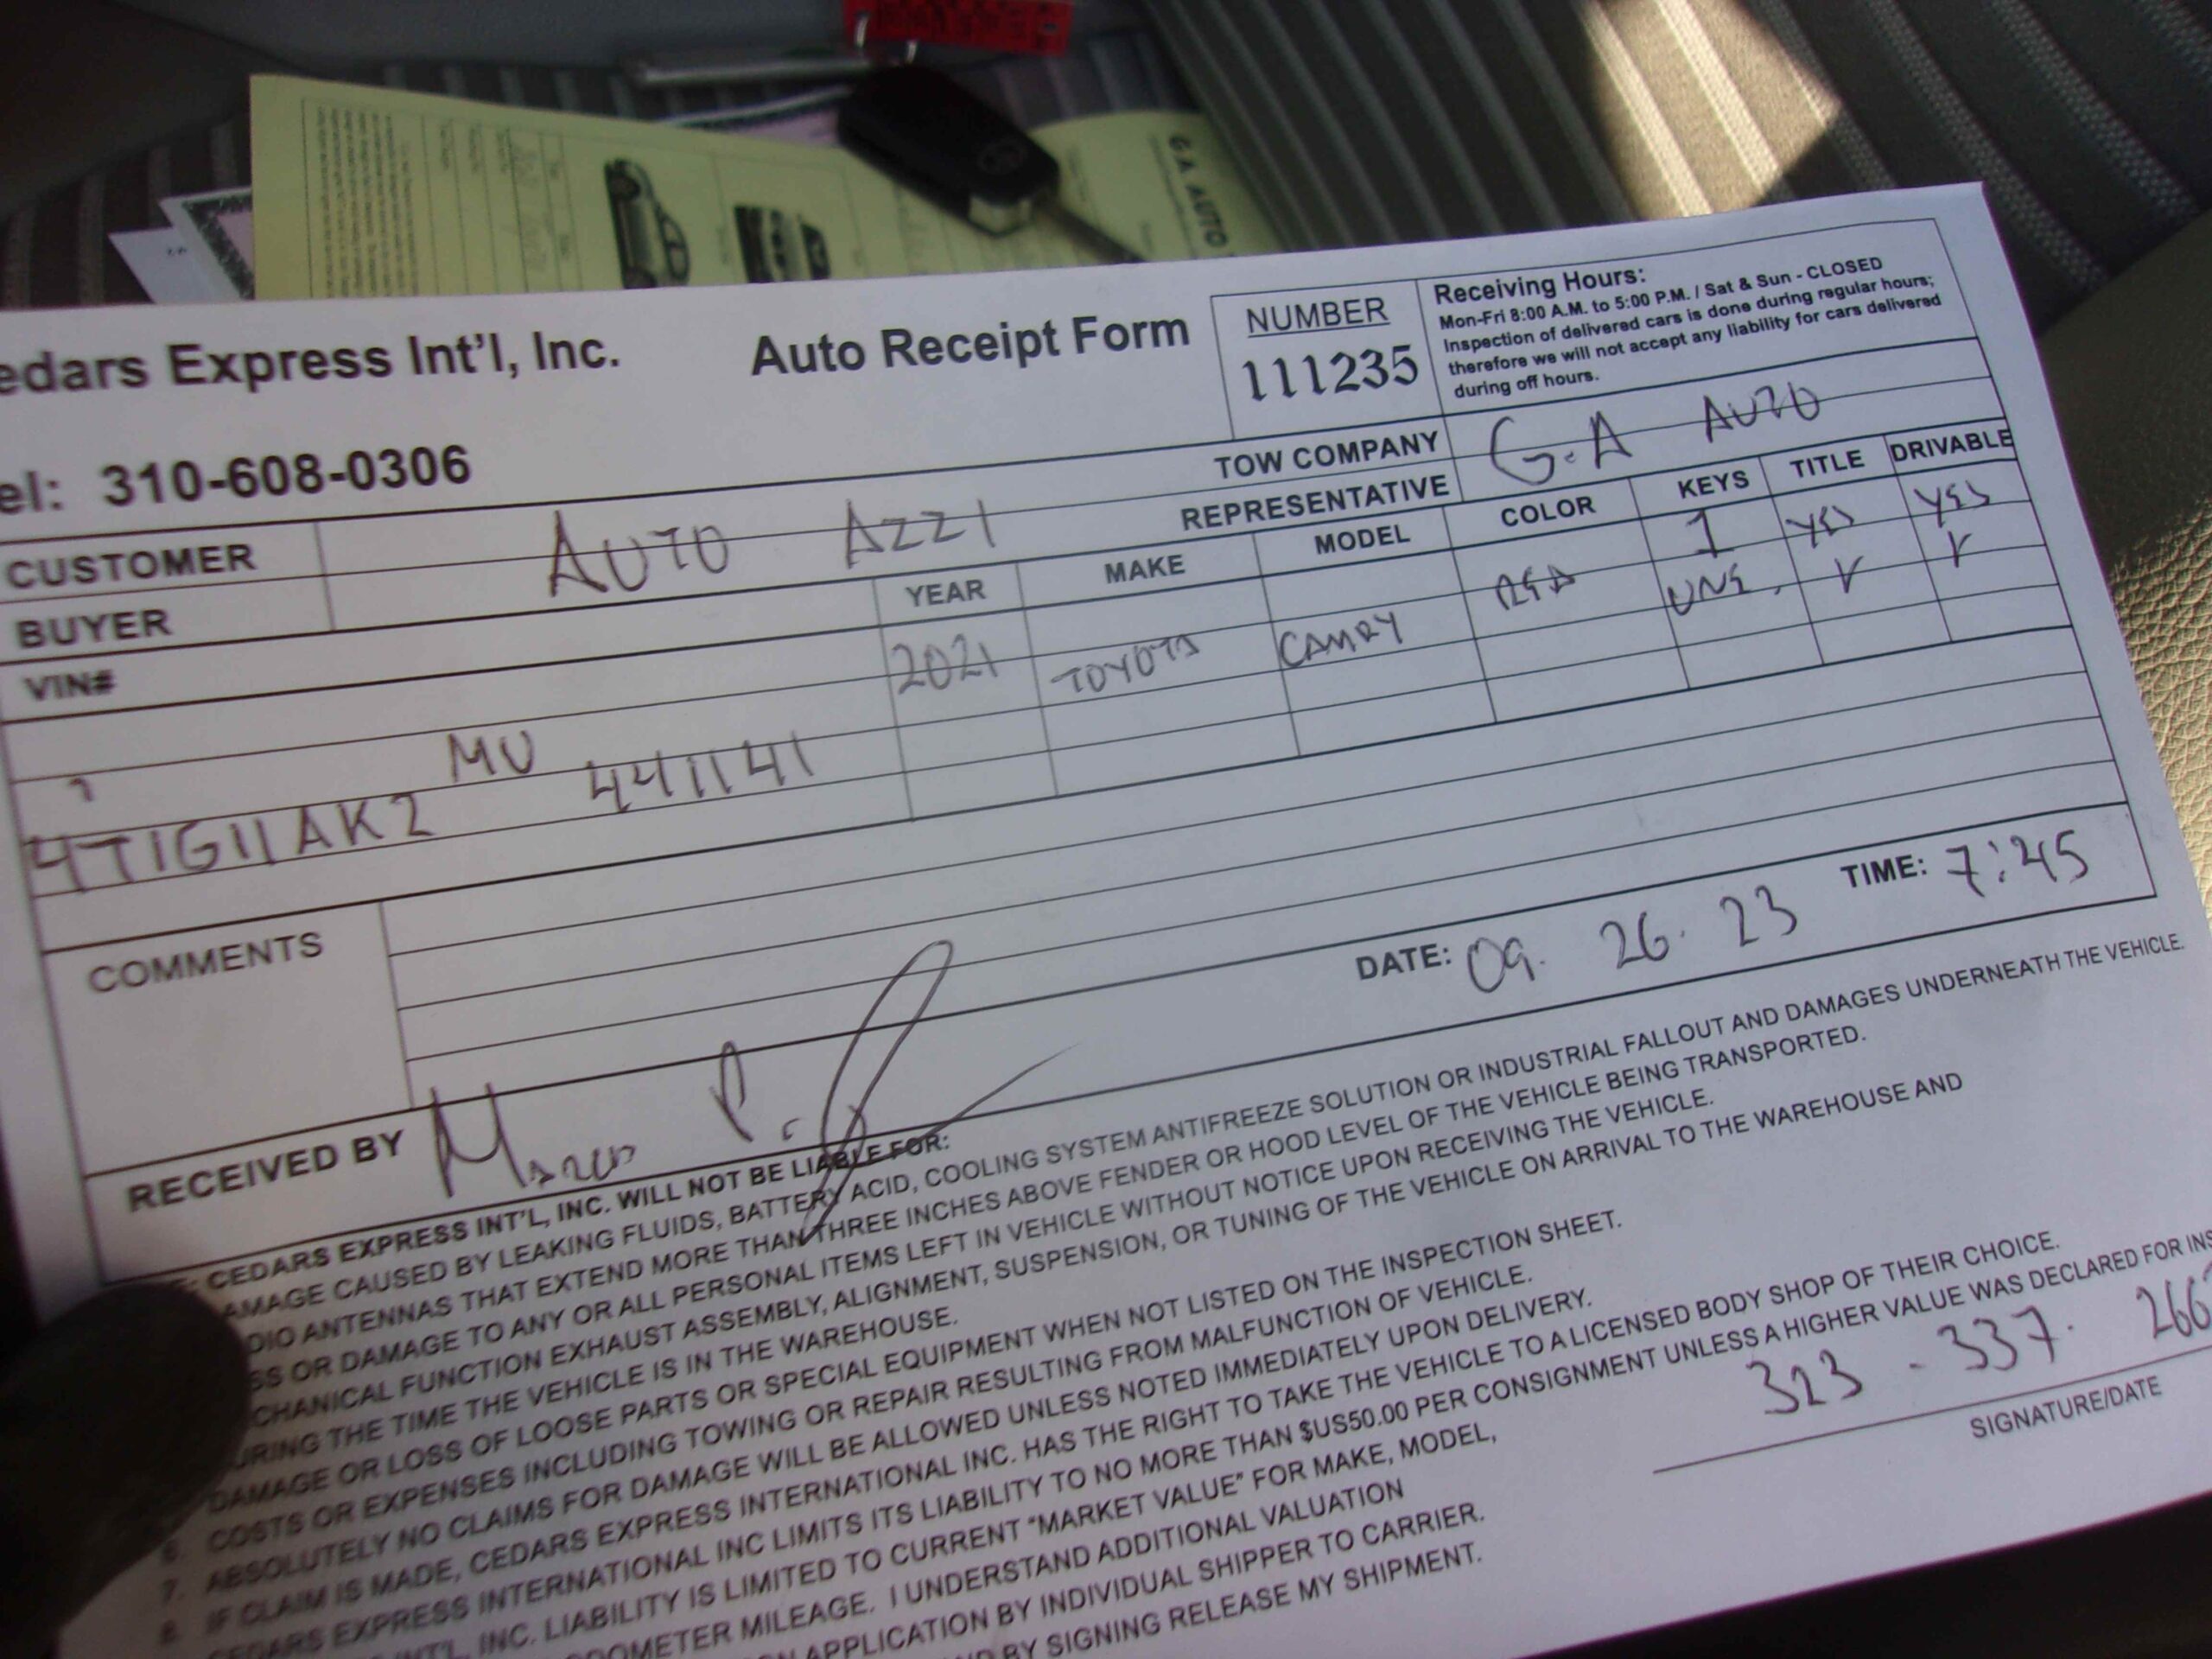 G.A. AUTO
edars Express Int'l, Inc.
Auto Receipt Form
NUMBER
111235
Receiving Hours:
Mon-Fri 8:00 A.M. to 5:00 P.M. / Sat & Sun - CLOSED
Inspection of delivered cars is done during regular hours;
therefore we will not accept any liability for cars delivered
during off hours.
el: 310-608-0306
TOW COMPANY G.A AUTO
REPRESENTATIVE
CUSTOMER AUTO AZZI
BUYER
VIN# YEAR MAKE MODEL COLOR KEYS TITLE DRIVABLE
2021 TOYOTA CAMRY RED 1 YES YES
MU
4T1G11AK2 441141
COMMENTS
DATE: 09. 26. 23 TIME: 7:45
RECEIVED BY Marco P.
E: CEDARS EXPRESS INT'L, INC. WILL NOT BE LIABLE FOR:
AMAGE CAUSED BY LEAKING FLUIDS, BATTERY ACID, COOLING SYSTEM ANTIFREEZE SOLUTION OR INDUSTRIAL FALLOUT AND DAMAGES UNDERNEATH THE VEHICLE.
DIO ANTENNAS THAT EXTEND MORE THAN THREE INCHES ABOVE FENDER OR HOOD LEVEL OF THE VEHICLE BEING TRANSPORTED.
SS OR DAMAGE TO ANY OR ALL PERSONAL ITEMS LEFT IN VEHICLE WITHOUT NOTICE UPON RECEIVING THE VEHICLE.
CHANICAL FUNCTION EXHAUST ASSEMBLY, ALIGNMENT, SUSPENSION, OR TUNING OF THE VEHICLE ON ARRIVAL TO THE WAREHOUSE AND
URING THE TIME THE VEHICLE IS IN THE WAREHOUSE.
DAMAGE OR LOSS OF LOOSE PARTS OR SPECIAL EQUIPMENT WHEN NOT LISTED ON THE INSPECTION SHEET.
6. COSTS OR EXPENSES INCLUDING TOWING OR REPAIR RESULTING FROM MALFUNCTION OF VEHICLE.
7. ABSOLUTELY NO CLAIMS FOR DAMAGE WILL BE ALLOWED UNLESS NOTED IMMEDIATELY UPON DELIVERY.
8. IF CLAIM IS MADE, CEDARS EXPRESS INTERNATIONAL INC. HAS THE RIGHT TO TAKE THE VEHICLE TO A LICENSED BODY SHOP OF THEIR CHOICE.
CEDARS EXPRESS INTERNATIONAL INC LIMITS ITS LIABILITY TO NO MORE THAN $US50.00 PER CONSIGNMENT UNLESS A HIGHER VALUE WAS DECLARED FOR INS
INT'L, INC. LIABILITY IS LIMITED TO CURRENT "MARKET VALUE" FOR MAKE, MODEL,
ODOMETER MILEAGE. I UNDERSTAND ADDITIONAL VALUATION
ON APPLICATION BY INDIVIDUAL SHIPPER TO CARRIER.
ND BY SIGNING RELEASE MY SHIPMENT.
323 - 337. 266
SIGNATURE/DATE